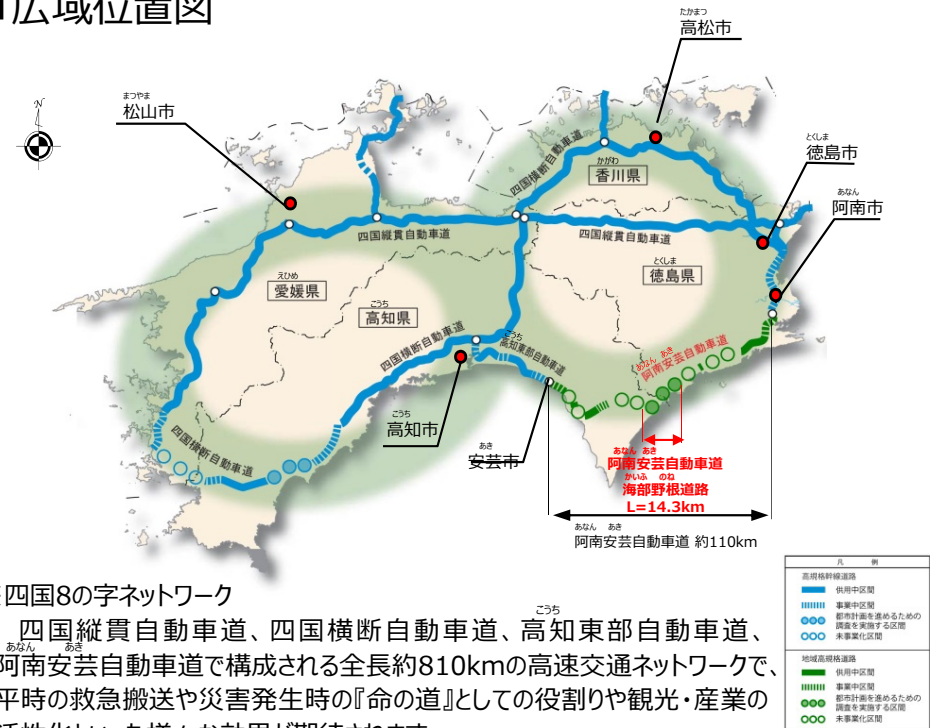 広域位置図
たかまつ
高松市
まつやま
松山市
N
とくしま
徳島市
四国横断自動車道
かがわ
香川県
あなん
阿南市
四国縦貫自動車道
四国縦貫自動車道
えひめ
愛媛県
とくしま
徳島県
こうち
高知県
四国横断自動車道
こうち
高知東部自動車道
あなん あき
阿南安芸自動車道
こうち
高知市
四国横断自動車道
あき
安芸市
あなん あき
阿南安芸自動車道
かいふ のね
海部野根道路
L=14.3km
あなん あき
阿南安芸自動車道 約110km
凡 例
高規格幹線道路
供用中区間
事業中区間
都市計画を進めるための
調査を実施する区間
未事業化区間
地域高規格道路
供用中区間
事業中区間
都市計画を進めるための
調査を実施する区間
未事業化区間
四国8の字ネットワーク
こうち
四国縦貫自動車道、四国横断自動車道、高知東部自動車道、
あなん あき
阿南安芸自動車道で構成される全長約810kmの高速交通ネットワークで、
平時の救急搬送や災害発生時の『命の道』としての役割りや観光・産業の